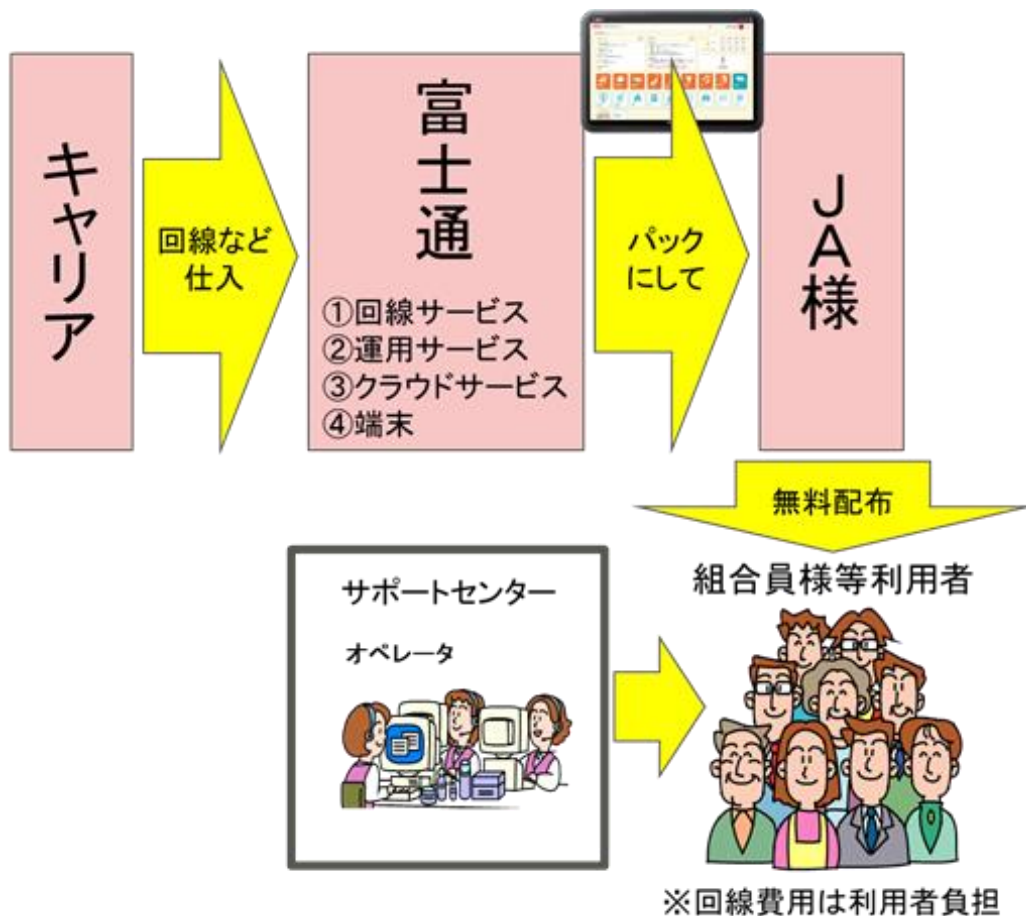 キャリア
回線など
仕入
富士通
①回線サービス
②運用サービス
③クラウドサービス
④端末
パック
にして
JA様
無料配布
サポートセンター
オペレータ
組合員様等利用者
※回線費用は利用者負担